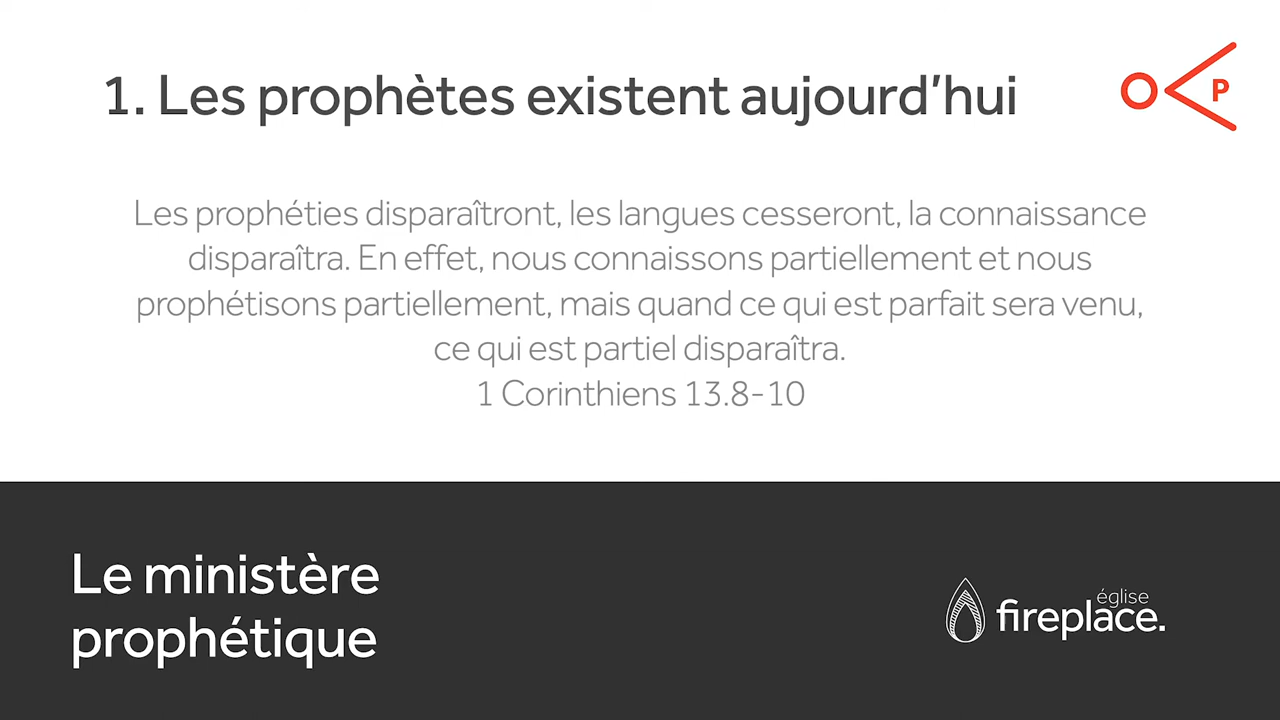 1. Les prophètes existent aujourd’hui
O P
Les prophéties disparaîtront, les langues cesseront, la connaissance
disparaîtra. En effet, nous connaissons partiellement et nous
prophétisons partiellement, mais quand ce qui est parfait sera venu,
ce qui est partiel disparaîtra.
1 Corinthiens 13.8-10
Le ministère
prophétique
église
fireplace.